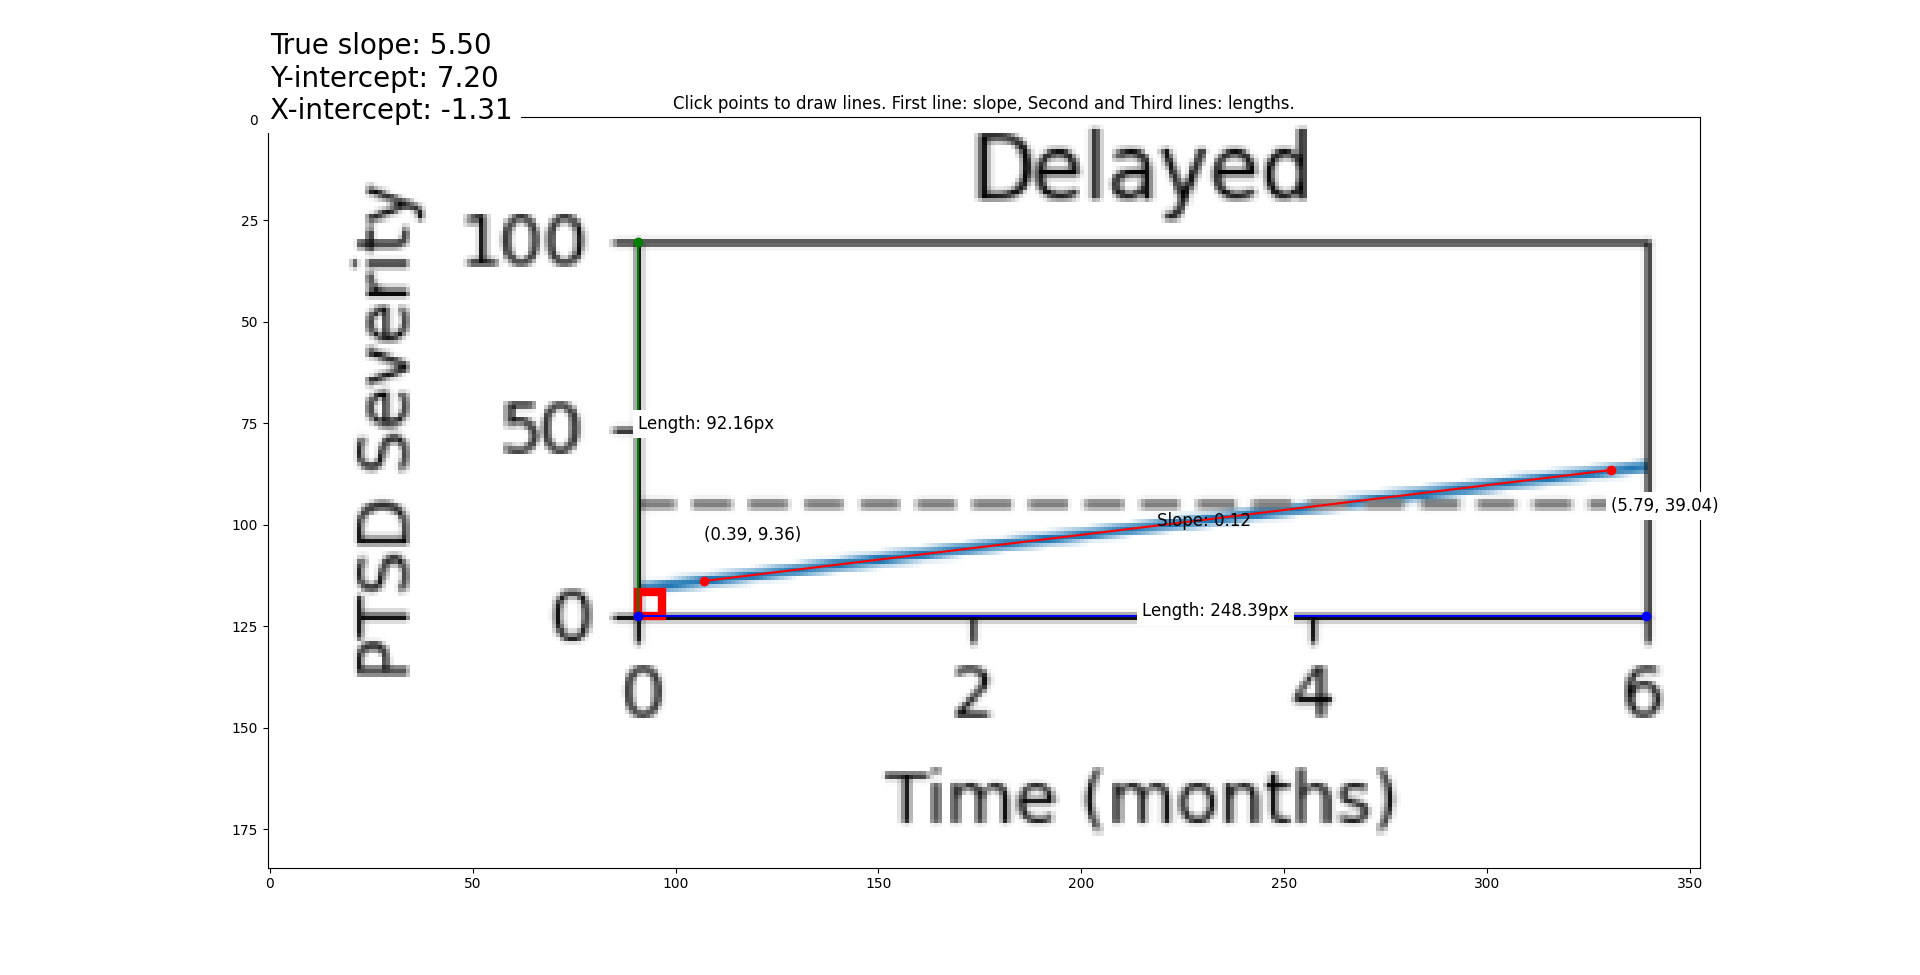 True slope: 5.50
Y-intercept: 7.20
X-intercept: -1.31
Click points to draw lines. First line: slope, Second and Third lines: lengths.
Delayed
PTSD Severity
100
50
0
Length: 92.16px
(0.39, 9.36)
Slope: 0.12
(5.79, 39.04)
Length: 248.39px
0 2 4 6
Time (months)
0
25
50
75
100
125
150
175
0 50 100 150 200 250 300 350